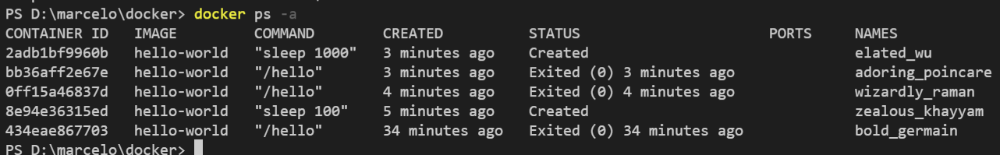 PS D:\marcelo\docker> docker ps -a
CONTAINER ID   IMAGE         COMMAND        CREATED          STATUS                      PORTS     NAMES
2adb1bf9960b   hello-world   "sleep 1000"   3 minutes ago    Created                               elated_wu
bb36aff2e67e   hello-world   "/hello"       3 minutes ago    Exited (0) 3 minutes ago              adoring_poincare
0ff15a46837d   hello-world   "/hello"       4 minutes ago    Exited (0) 4 minutes ago              wizardly_raman
8e94e36315ed   hello-world   "sleep 100"    5 minutes ago    Created                               zealous_khayyam
434eae867703   hello-world   "/hello"       34 minutes ago   Exited (0) 34 minutes ago             bold_germain
PS D:\marcelo\docker>